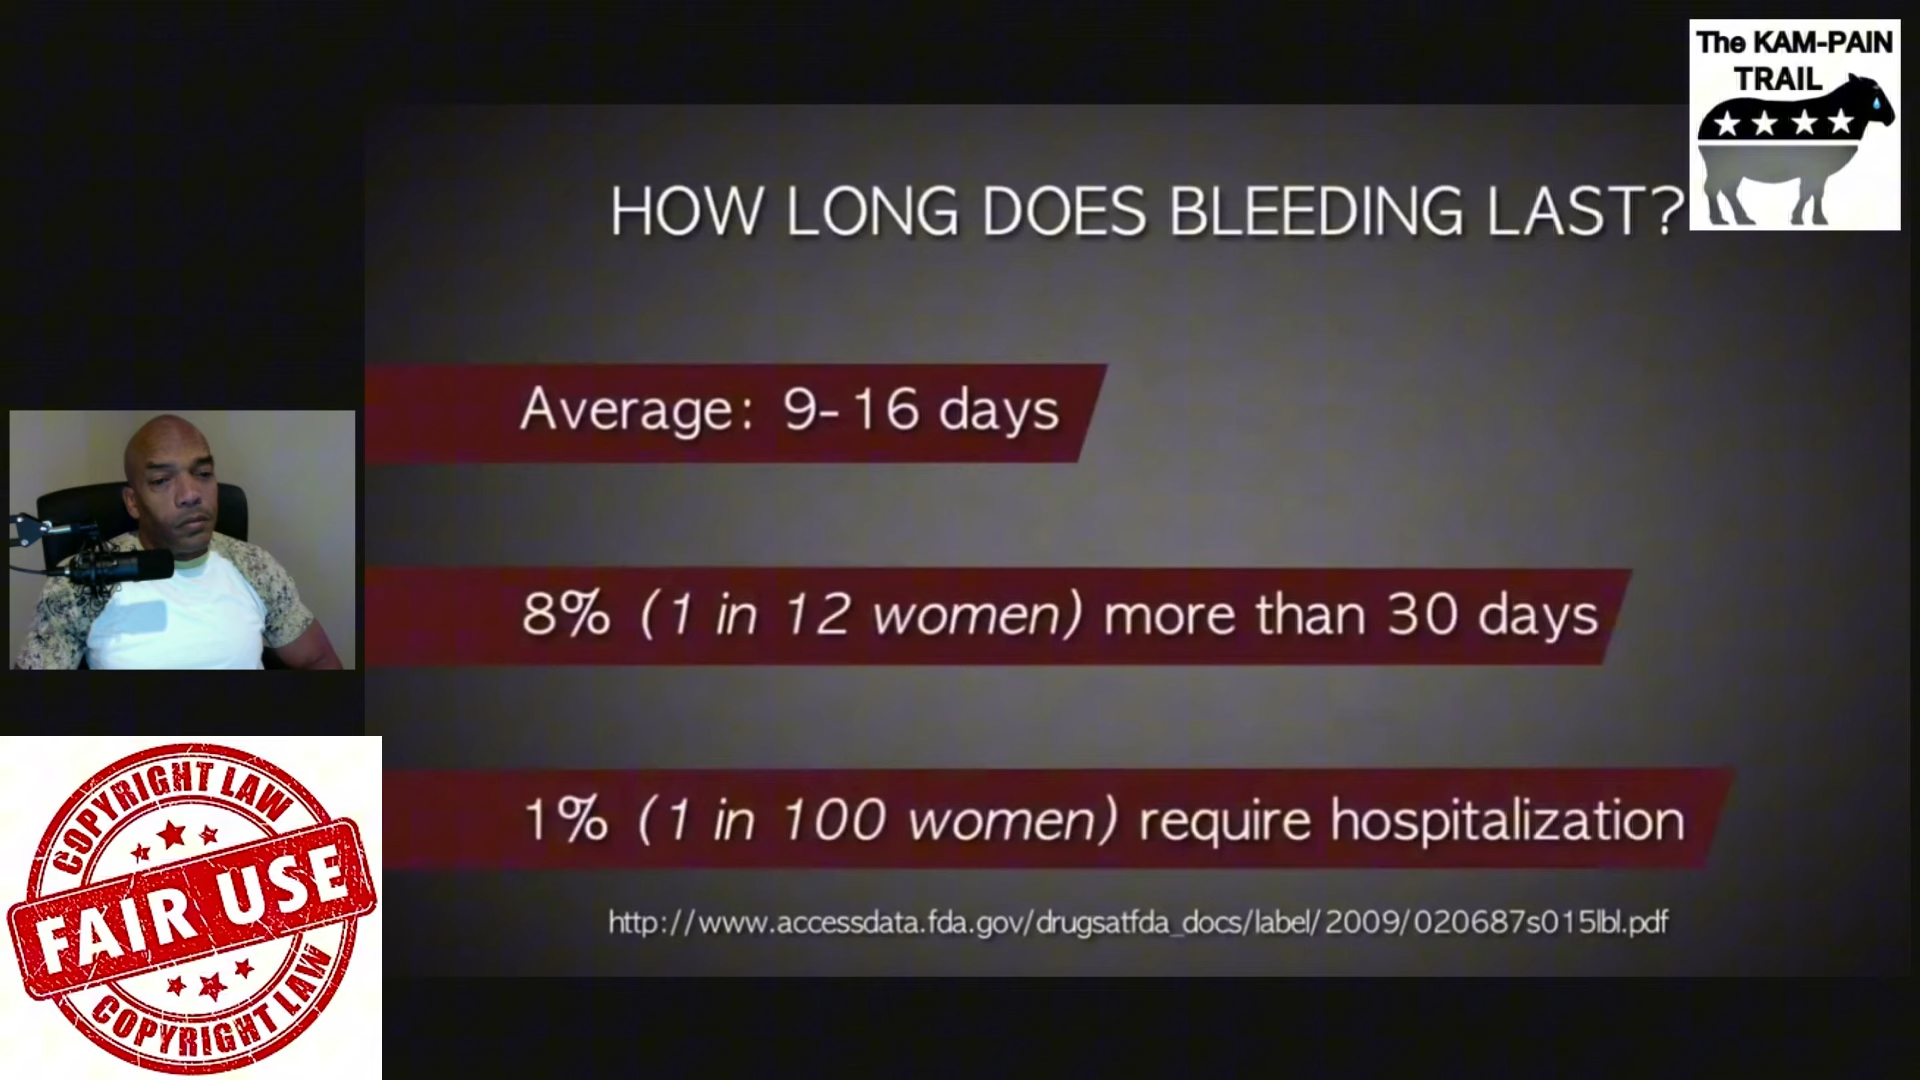 The KAM-PAIN
TRAIL
HOW LONG DOES BLEEDING LAST?
Average: 9-16 days
8% (1 in 12 women) more than 30 days
1% (1 in 100 women) require hospitalization
http://www.accessdata.fda.gov/drugsatfda_docs/label/2009/020687s015lbl.pdf
COPYRIGHT LAW
FAIR USE
COPYRIGHT LAW